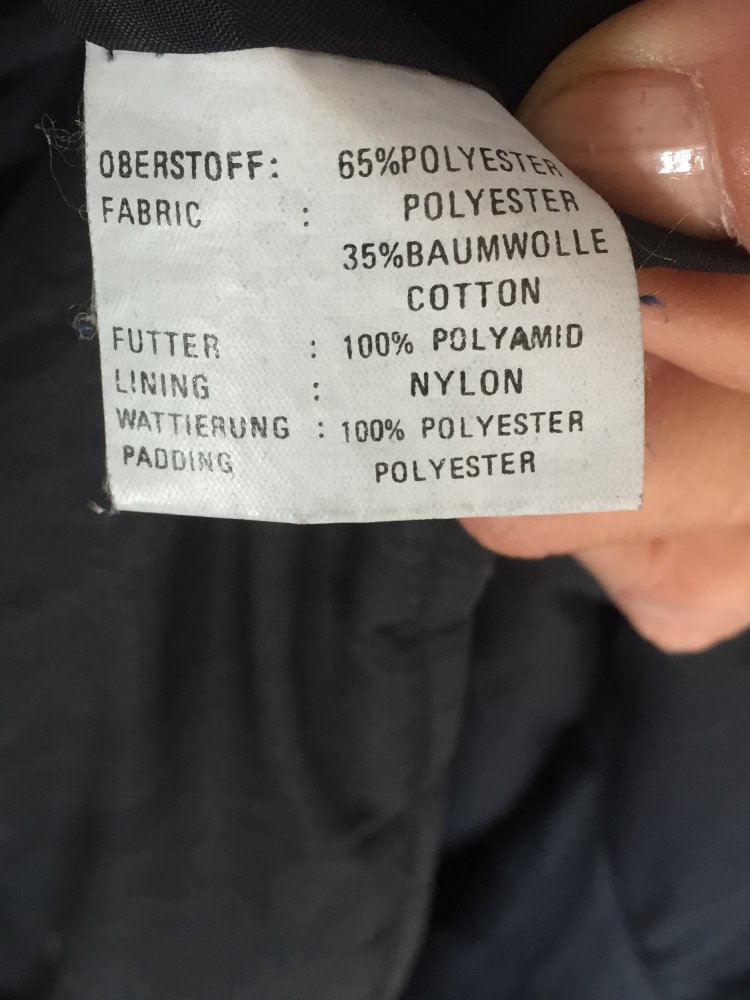 OBERSTOFF: 65%POLYESTER
FABRIC : POLYESTER
35%BAUMWOLLE
COTTON
FUTTER : 100% POLYAMID
LINING : NYLON
WATTIERUNG : 100% POLYESTER
PADDING POLYESTER